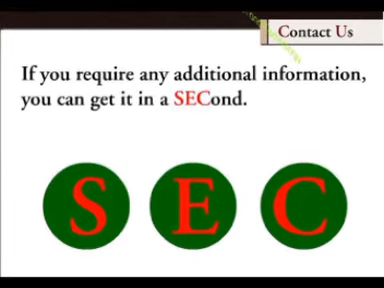 Contact Us
If you require any additional information,
you can get it in a SECond.
S E C